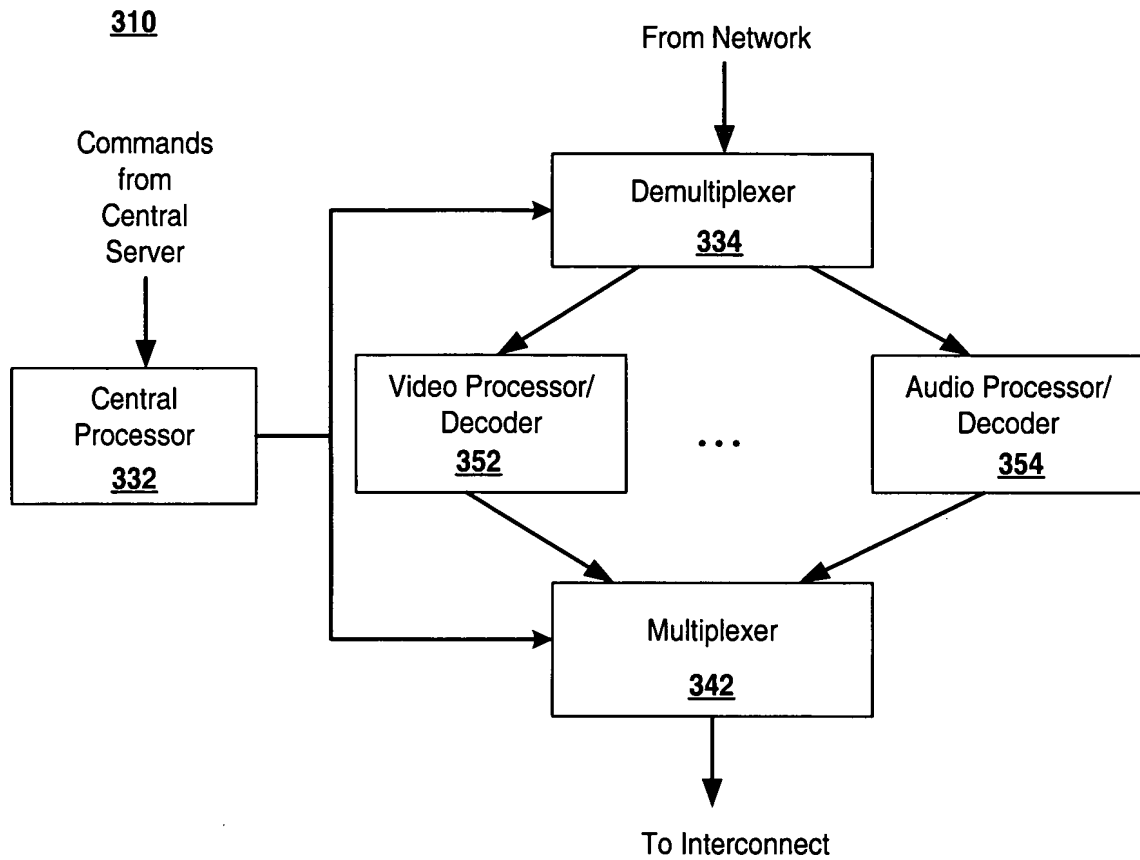 310
From Network
Commands
from
Central
Server
Demultiplexer
334
Central
Processor
332
Video Processor/
Decoder
352
...
Audio Processor/
Decoder
354
Multiplexer
342
To Interconnect